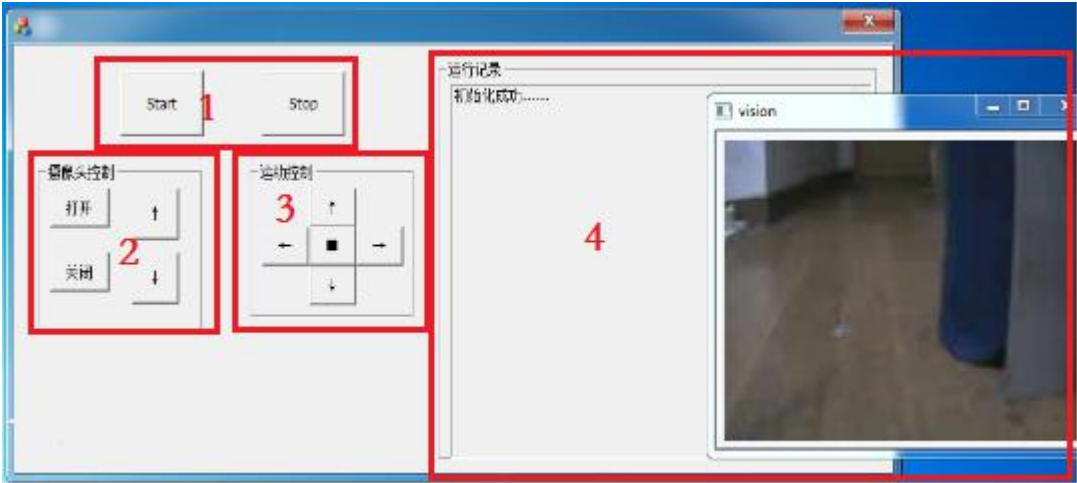 Start
1
Stop
摄像头控制
打开
↑
2
关闭
↓
运动控制
3
↑
← ■ →
↓
运行记录
初始化成功......
4
vision